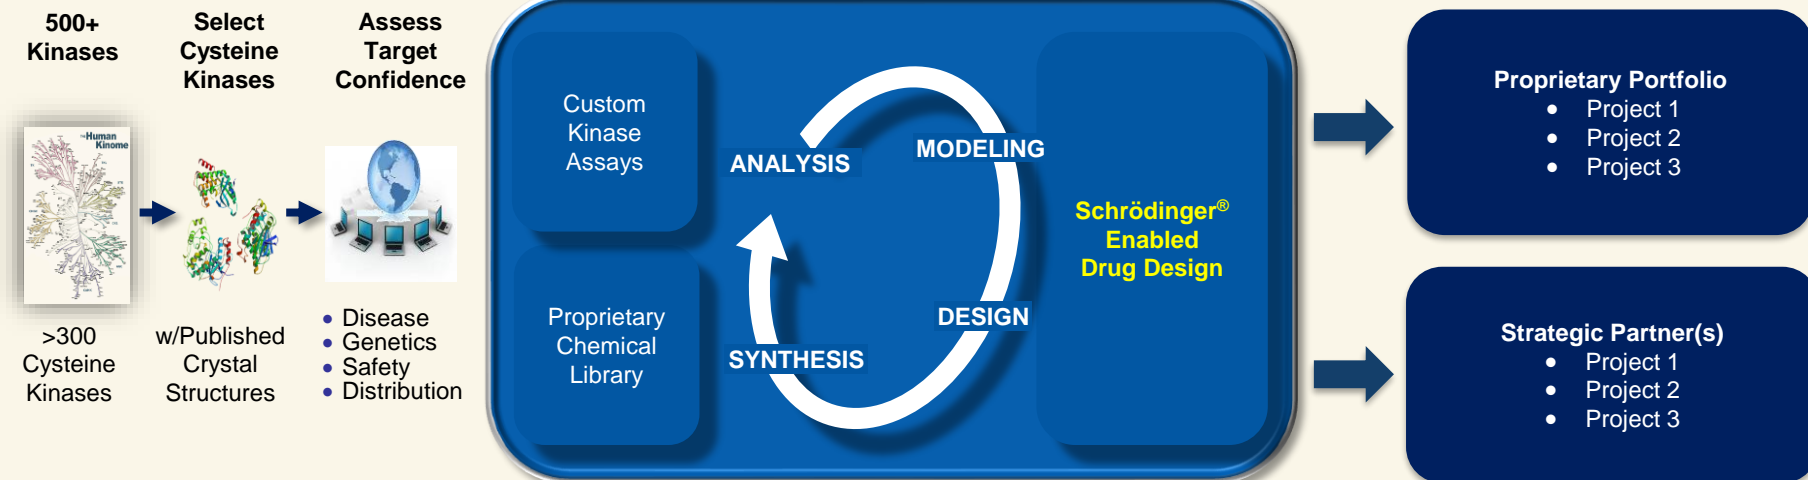 500+
Kinases
The Human
Kinome
>300
Cysteine
Kinases
Select
Cysteine
Kinases
w/Published
Crystal
Structures
Assess
Target
Confidence
• Disease
• Genetics
• Safety
• Distribution
Custom
Kinase
Assays
Proprietary
Chemical
Library
ANALYSIS
MODELING
DESIGN
SYNTHESIS
Schrödinger®
Enabled
Drug Design
Proprietary Portfolio
• Project 1
• Project 2
• Project 3
Strategic Partner(s)
• Project 1
• Project 2
• Project 3